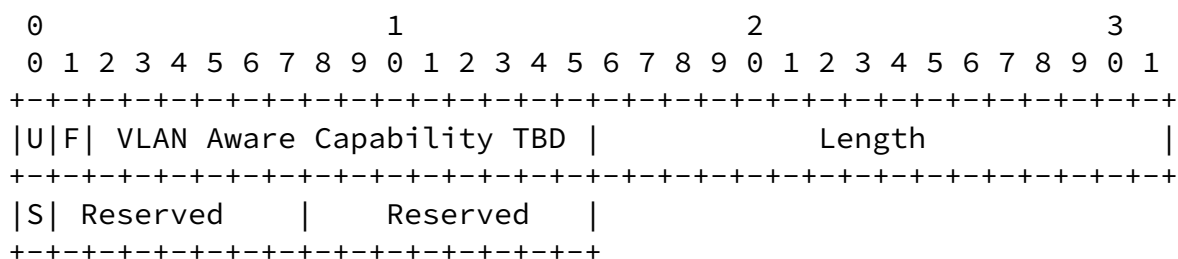 0                   1                   2                   3
 0 1 2 3 4 5 6 7 8 9 0 1 2 3 4 5 6 7 8 9 0 1 2 3 4 5 6 7 8 9 0 1
+-+-+-+-+-+-+-+-+-+-+-+-+-+-+-+-+-+-+-+-+-+-+-+-+-+-+-+-+-+-+-+-+
|U|F| VLAN Aware Capability TBD |            Length             |
+-+-+-+-+-+-+-+-+-+-+-+-+-+-+-+-+-+-+-+-+-+-+-+-+-+-+-+-+-+-+-+-+
|S| Reserved    |    Reserved   |
+-+-+-+-+-+-+-+-+-+-+-+-+-+-+-+-+